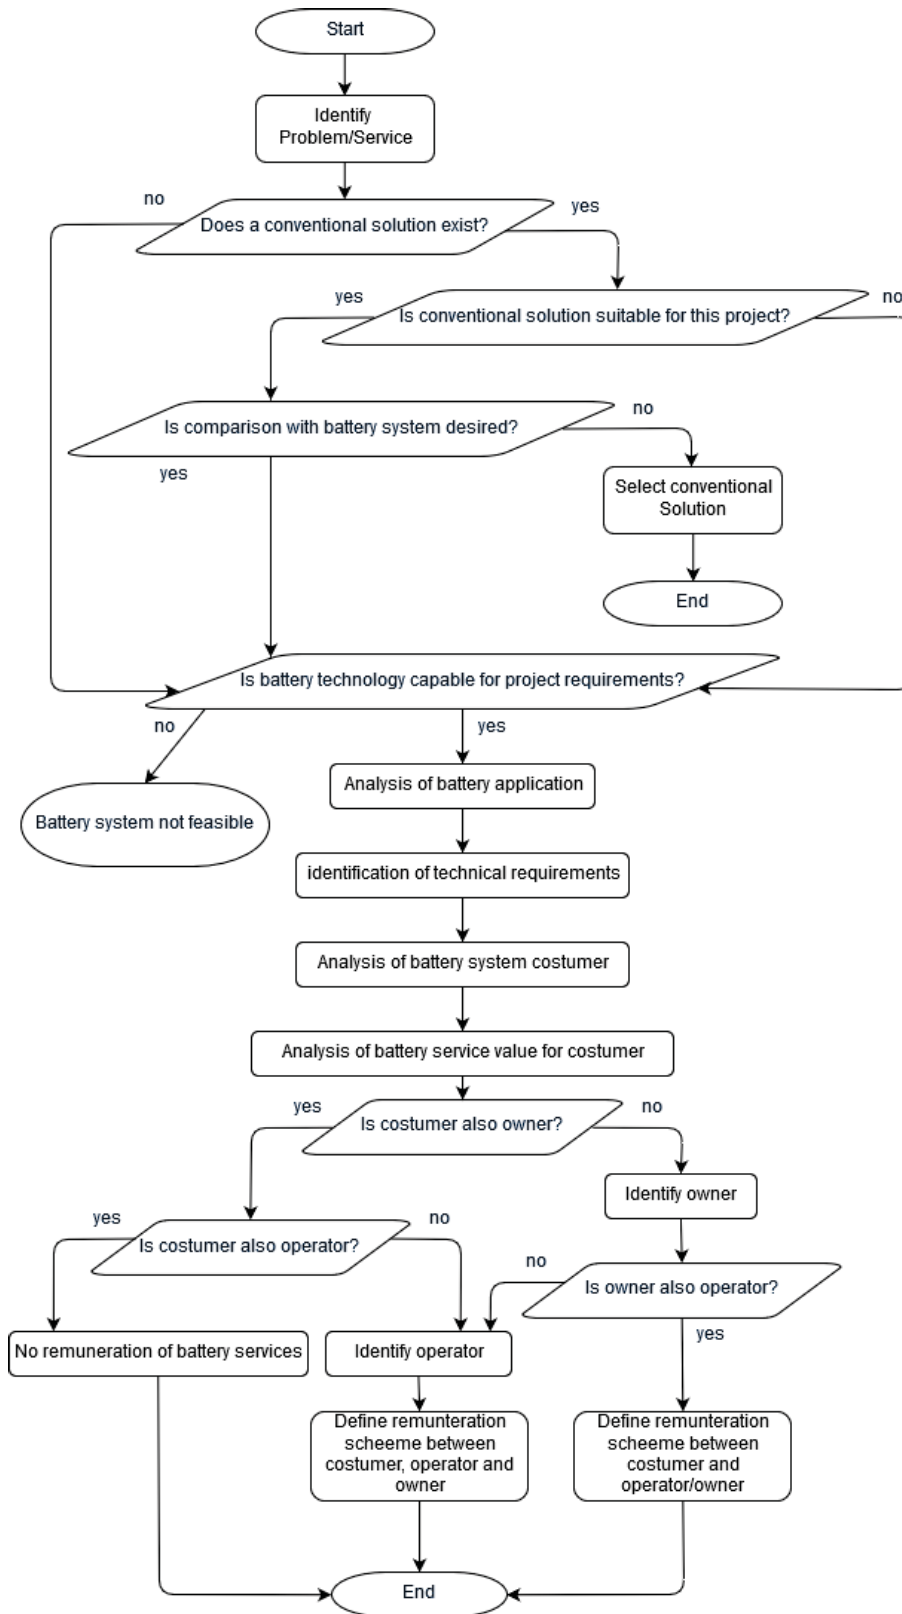 Start
Identify
Problem/Service
no
yes
Does a conventional solution exist?
yes
no
Is conventional solution suitable for this project?
Is comparison with battery system desired?
no
yes
Select conventional
Solution
End
Is battery technology capable for project requirements?
no
yes
Analysis of battery application
Battery system not feasible
identification of technical requirements
Analysis of battery system costumer
Analysis of battery service value for costumer
yes
no
Is costumer also owner?
Identify owner
yes
no
Is costumer also operator?
no
Is owner also operator?
yes
No remuneration of battery services
Identify operator
Define remunteration
scheeme between
costumer, operator and
owner
Define remunteration
scheeme between
costumer and
operator/owner
End